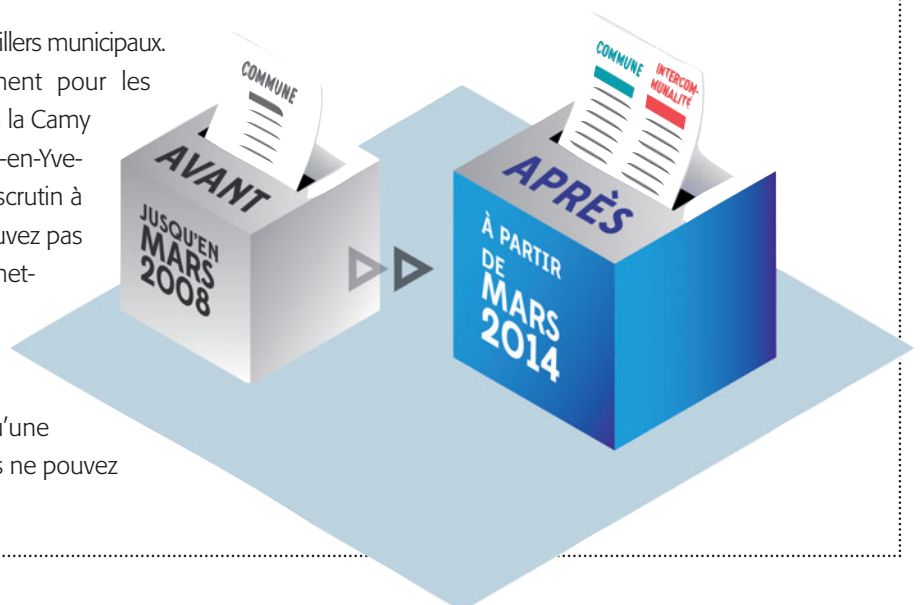 illers municipaux.
ment pour les
la Camy
-en-Yve-
scrutin à
uvez pas
met-
u'une
s ne pouvez
COMMUNE
AVANT
JUSQU'EN
MARS
2008
COMMUNE
INTERCOM-
MUNALITÉ
APRÈS
À PARTIR
DE
MARS
2014